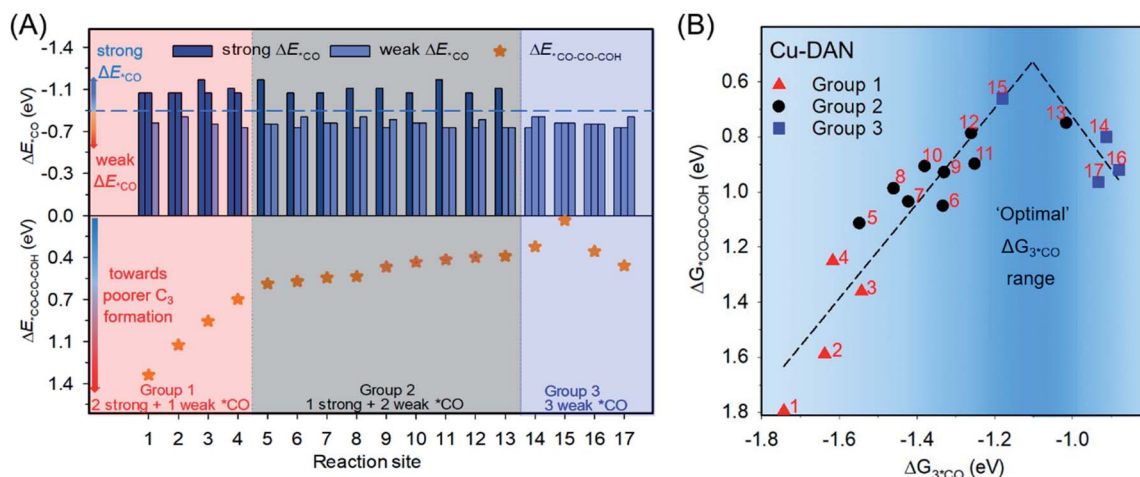 (A)
strong
ΔE*CO
weak
ΔE*CO
ΔE*CO (eV)
-1.4
-1.1
-0.7
-0.3
0.0
strong ΔE*CO
weak ΔE*CO
ΔE*CO-CO-COH
ΔE*CO-CO-COH (eV)
0.4
0.7
1.1
1.4
towards
poorer C3
formation
Group 1
2 strong + 1 weak *CO
Group 2
1 strong + 2 weak *CO
Group 3
3 weak *CO
1 2 3 4 5 6 7 8 9 10 11 12 13 14 15 16 17
Reaction site
(B)
Cu-DAN
Group 1
Group 2
Group 3
ΔG*CO-CO-COH (eV)
0.6
0.8
1.0
1.2
1.4
1.6
1.8
15
13
14
12
16
17
10
9
11
8
7
6
5
4
3
2
1
'Optimal'
ΔG3*CO
range
-1.8 -1.6 -1.4 -1.2 -1.0
ΔG3*CO (eV)